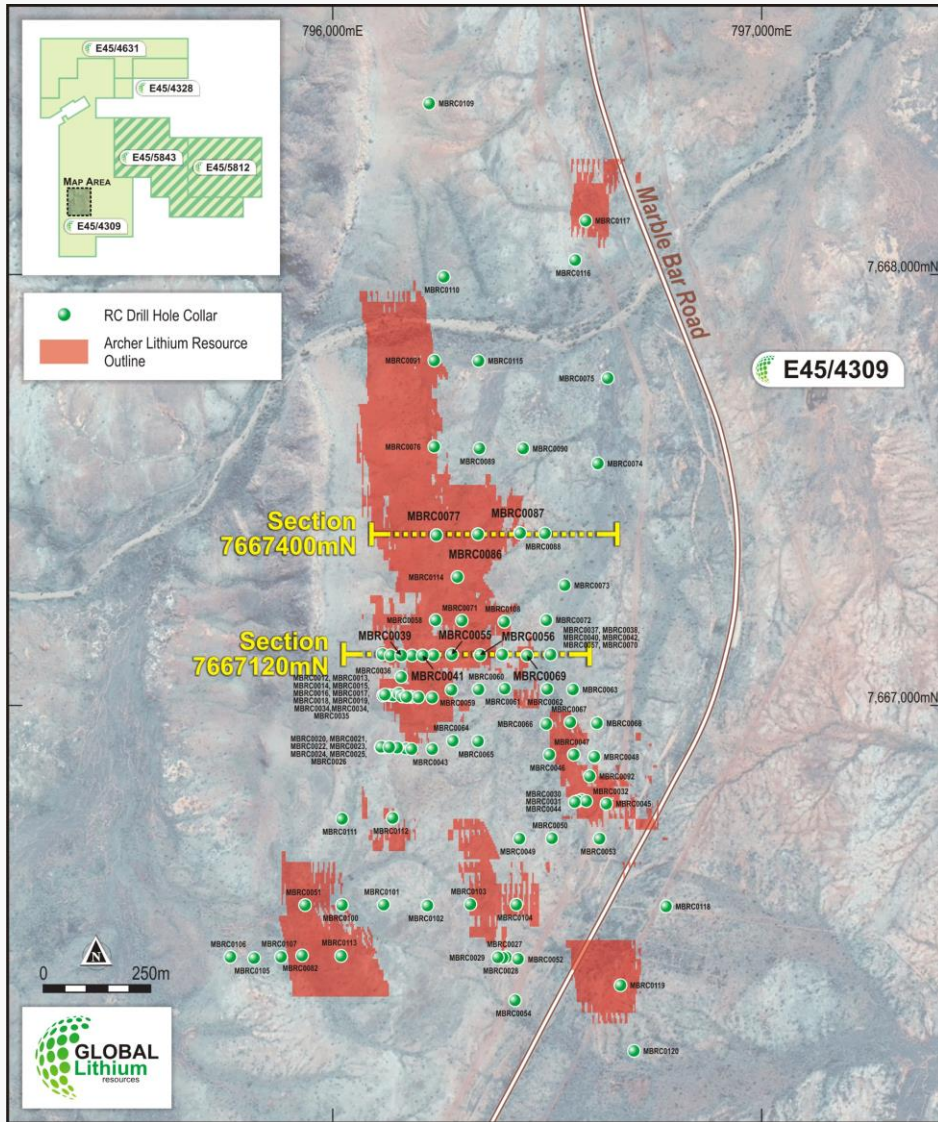 796,000mE
797,000mE
E45/4631
E45/4328
E45/5843
E45/5812
MAP AREA
E45/4309
MBRC0109
MBRC0117
MBRC0116
Marble Bar Road
7,668,000mN
MBRC0110
RC Drill Hole Collar
Archer Lithium Resource
Outline
MBRC0091
MBRC0115
MBRC0075
E45/4309
MBRC0076
MBRC0089
MBRC0090
MBRC0074
Section
7667400mN
MBRC0077
MBRC0087
MBRC0086
MBRC0088
MBRC0114
MBRC0073
MBRC0058
MBRC0071
MBRC0072
MBRC0037, MBRC0038,
MBRC0040, MBRC0042,
MBRC0057, MBRC0070
Section
7667120mN
MBRC0039
MBRC0055
MBRC0056
MBRC0041
MBRC0069
MBRC0036
MBRC0012, MBRC0013,
MBRC0014, MBRC0015,
MBRC0016, MBRC0017,
MBRC0018, MBRC0019,
MBRC0034, MBRC0034,
MBRC0035
MBRC0060
MBRC0059
MBRC0061
MBRC0062
MBRC0063
7,667,000mN
MBRC0067
MBRC0066
MBRC0068
MBRC0064
MBRC0065
MBRC0020, MBRC0021,
MBRC0022, MBRC0023,
MBRC0024, MBRC0025,
MBRC0026
MBRC0043
MBRC0047
MBRC0046
MBRC0048
MBRC0092
MBRC0030
MBRC0031
MBRC0044
MBRC0032
MBRC0045
MBRC0111
MBRC0112
MBRC0049
MBRC0050
MBRC0053
MBRC0051
MBRC0100
MBRC0101
MBRC0102
MBRC0103
MBRC0104
MBRC0118
MBRC0106
MBRC0105
MBRC0107
MBRC0082
MBRC0113
MBRC0027
MBRC0029
MBRC0028
MBRC0052
MBRC0054
MBRC0119
MBRC0120
N
0 250m
GLOBAL
Lithium
resources